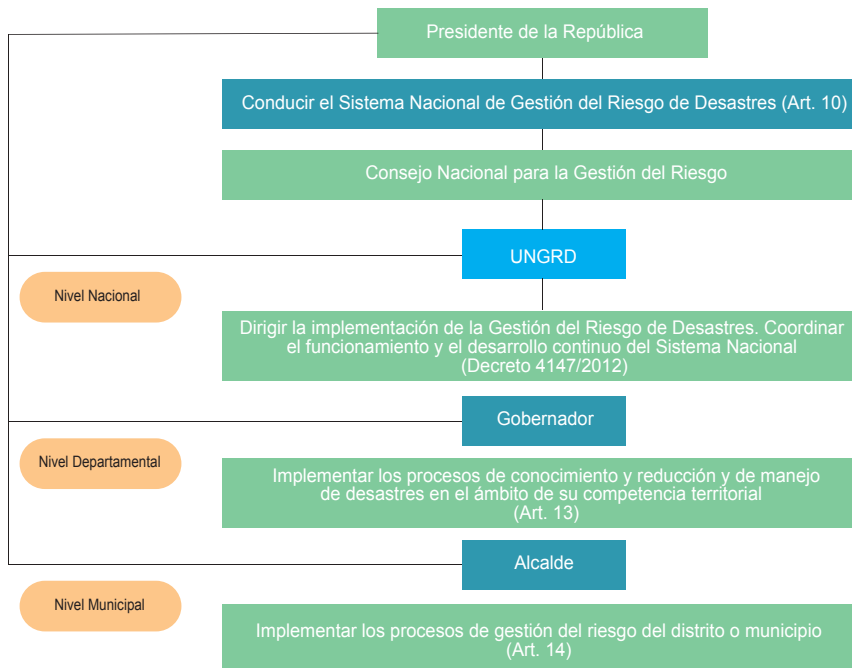 Presidente de la República
Conducir el Sistema Nacional de Gestión del Riesgo de Desastres (Art. 10)
Consejo Nacional para la Gestión del Riesgo
UNGRD
Nivel Nacional
Dirigir la implementación de la Gestión del Riesgo de Desastres. Coordinar
el funcionamiento y el desarrollo continuo del Sistema Nacional
(Decreto 4147/2012)
Gobernador
Nivel Departamental
Implementar los procesos de conocimiento y reducción y de manejo
de desastres en el ámbito de su competencia territorial
(Art. 13)
Alcalde
Nivel Municipal
Implementar los procesos de gestión del riesgo del distrito o municipio
(Art. 14)